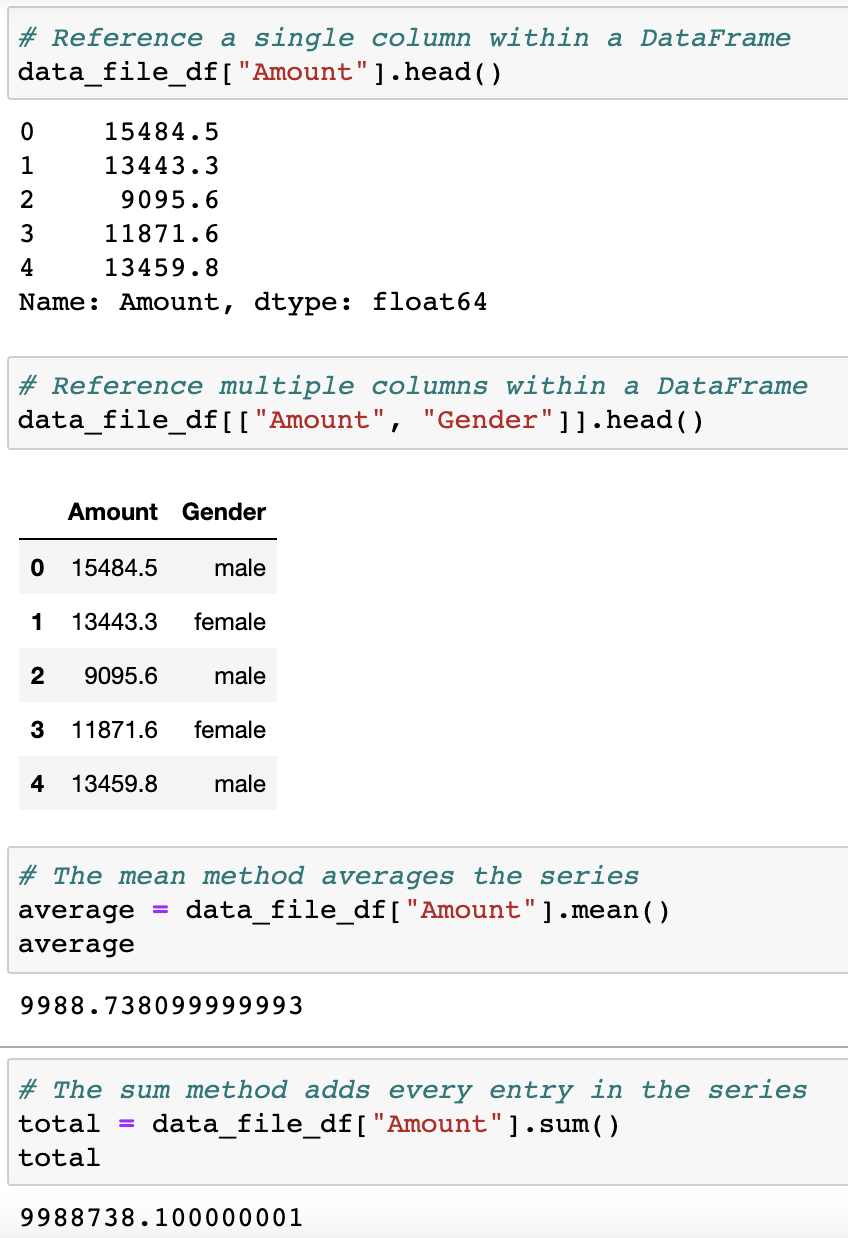 # Reference a single column within a DataFrame
data_file_df["Amount"].head()
0 15484.5
1 13443.3
2 9095.6
3 11871.6
4 13459.8
Name: Amount, dtype: float64
# Reference multiple columns within a DataFrame
data_file_df[["Amount", "Gender"]].head()
Amount Gender
0 15484.5 male
1 13443.3 female
2 9095.6 male
3 11871.6 female
4 13459.8 male
# The mean method averages the series
average = data_file_df["Amount"].mean()
average
9988.738099999993
# The sum method adds every entry in the series
total = data_file_df["Amount"].sum()
total
9988738.100000001